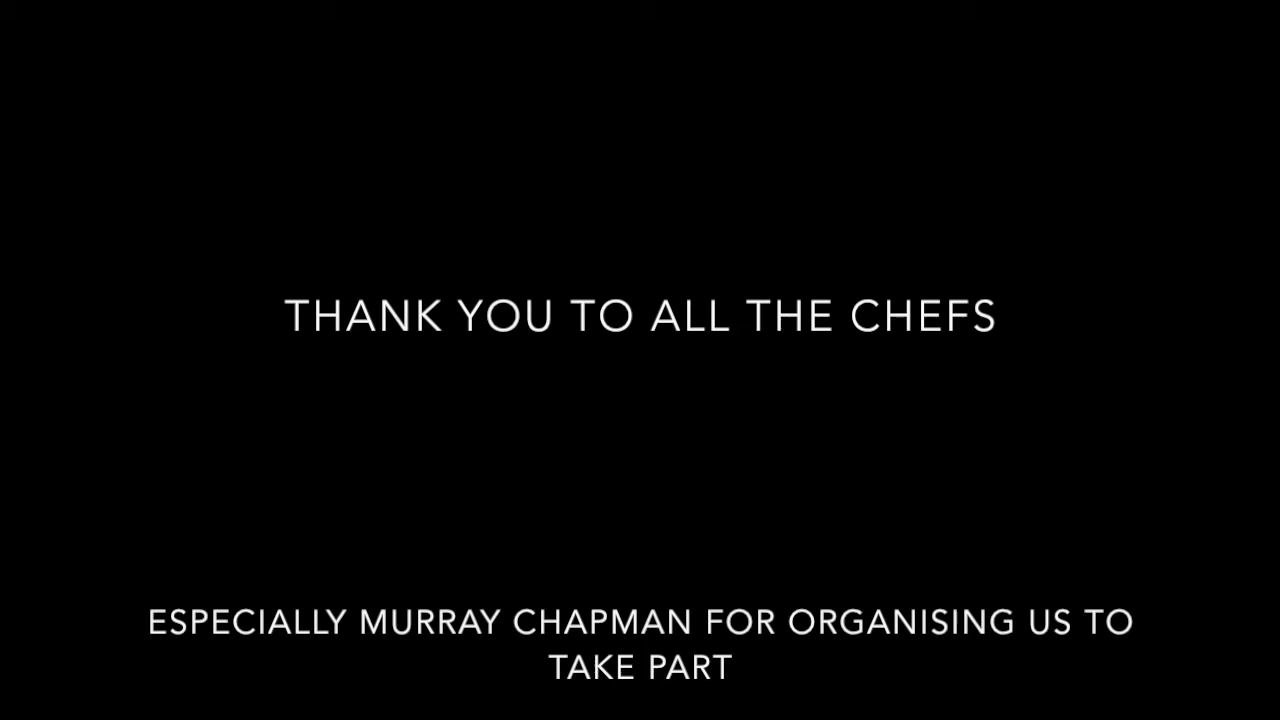 THANK YOU TO ALL THE CHEFS
ESPECIALLY MURRAY CHAPMAN FOR ORGANISING US TO
TAKE PART